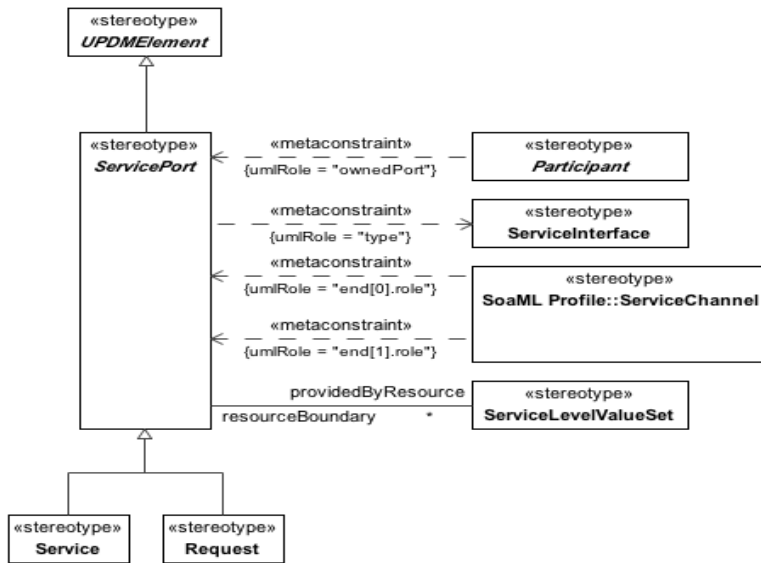 «stereotype»
UPDMElement
«stereotype»
ServicePort
«metaconstraint»
{umlRole = "ownedPort"}
«stereotype»
Participant
«metaconstraint»
{umlRole = "type"}
«stereotype»
ServiceInterface
«metaconstraint»
{umlRole = "end[0].role"}
«metaconstraint»
{umlRole = "end[1].role"}
«stereotype»
SoaML Profile::ServiceChannel
providedByResource
resourceBoundary *
«stereotype»
ServiceLevelValueSet
«stereotype»
Service
«stereotype»
Request